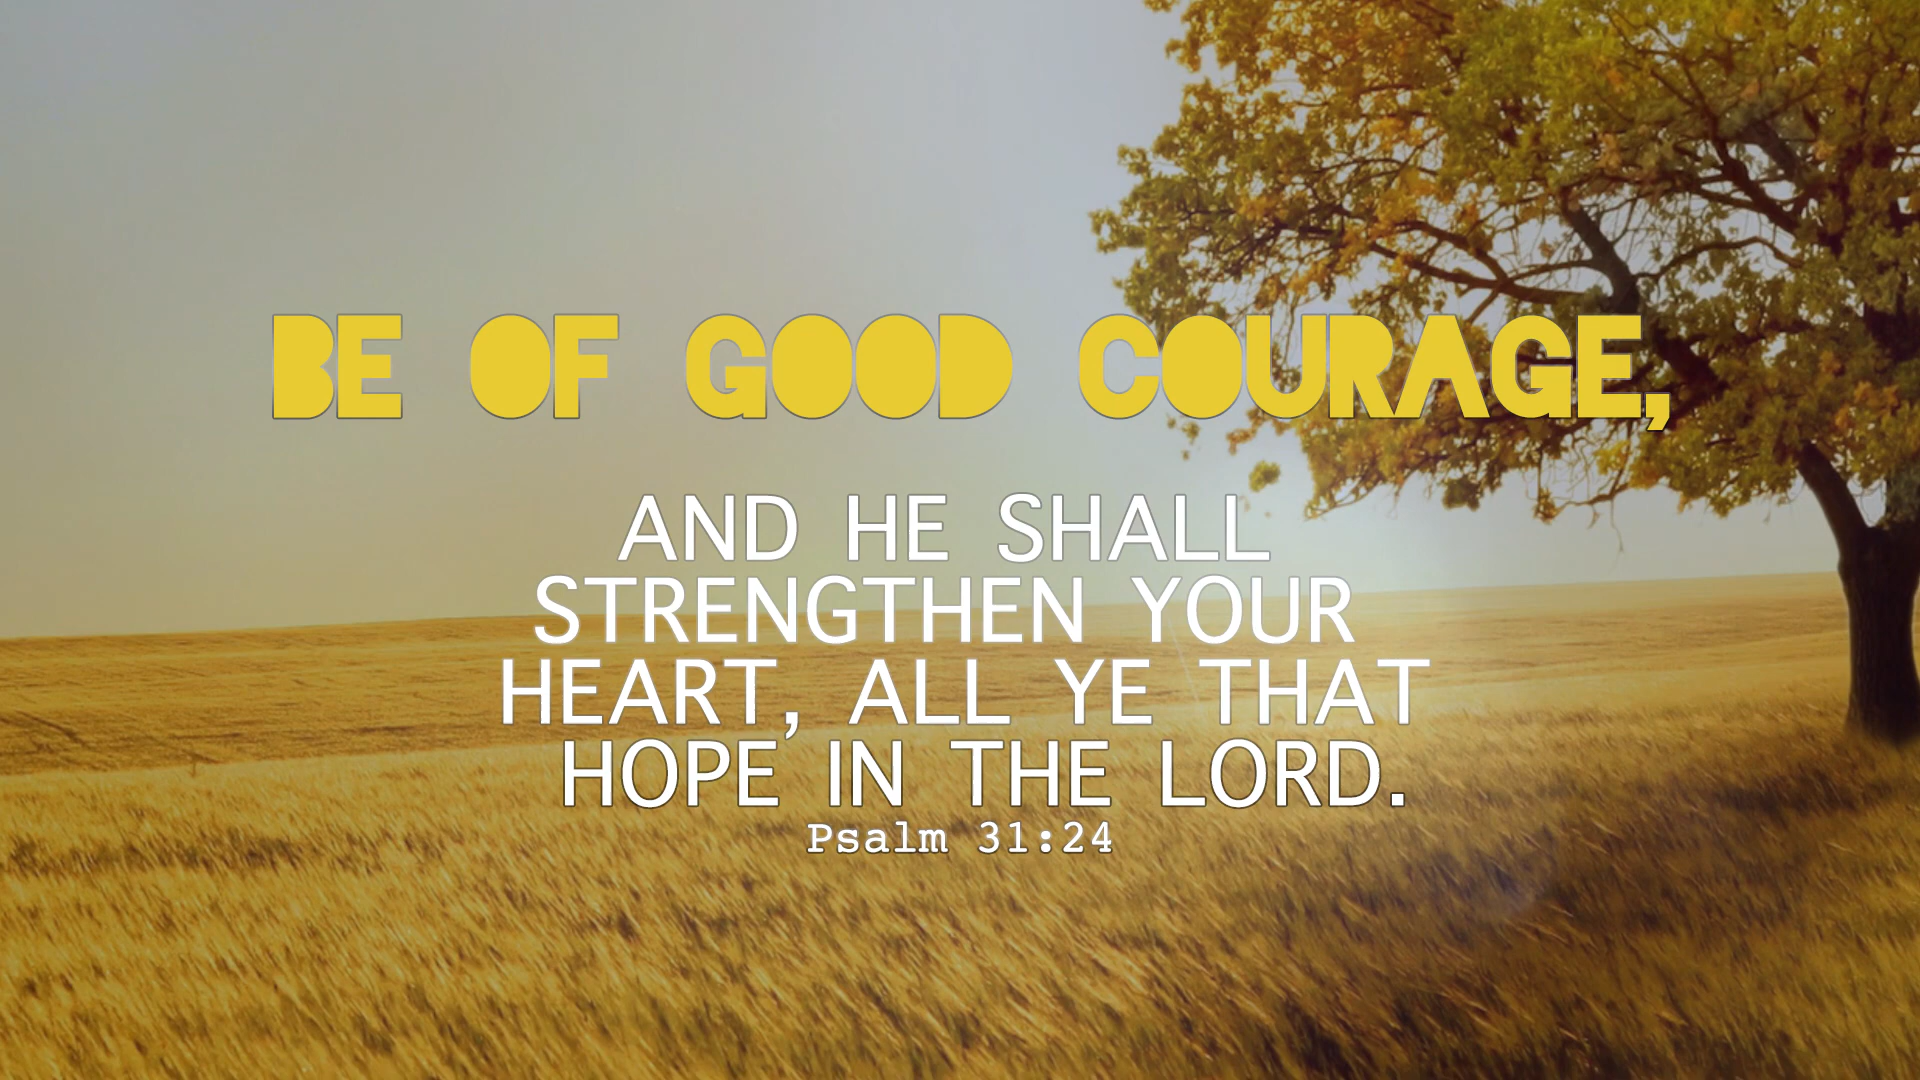 BE OF GOOD COURAGE,
AND HE SHALL
STRENGTHEN YOUR
HEART, ALL YE THAT
HOPE IN THE LORD.
Psalm 31:24